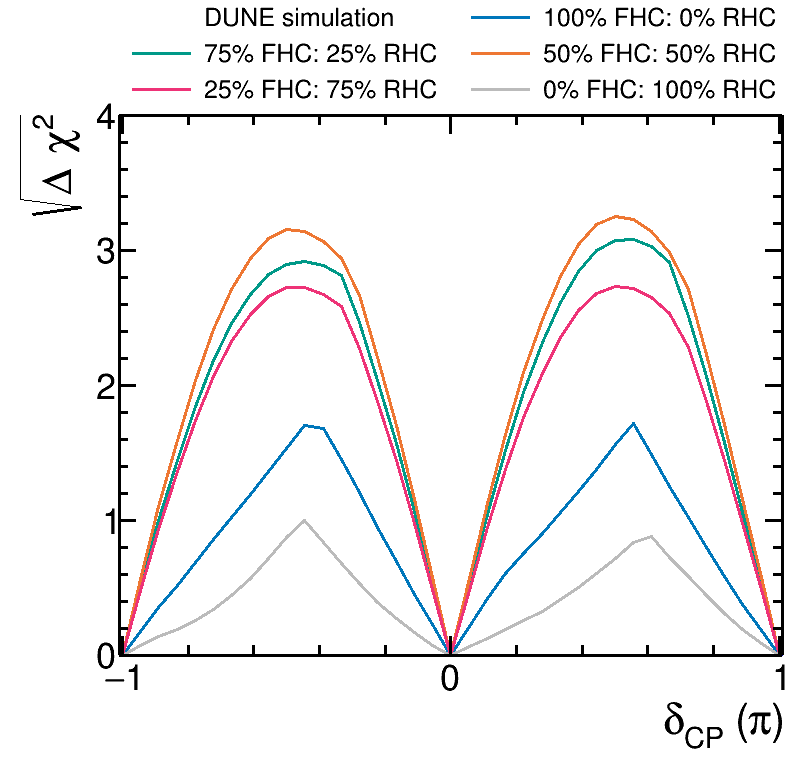 DUNE simulation
100% FHC: 0% RHC
75% FHC: 25% RHC
50% FHC: 50% RHC
25% FHC: 75% RHC
0% FHC: 100% RHC
√Δ χ²
4
3
2
1
0
−1 0 1
δCP (π)